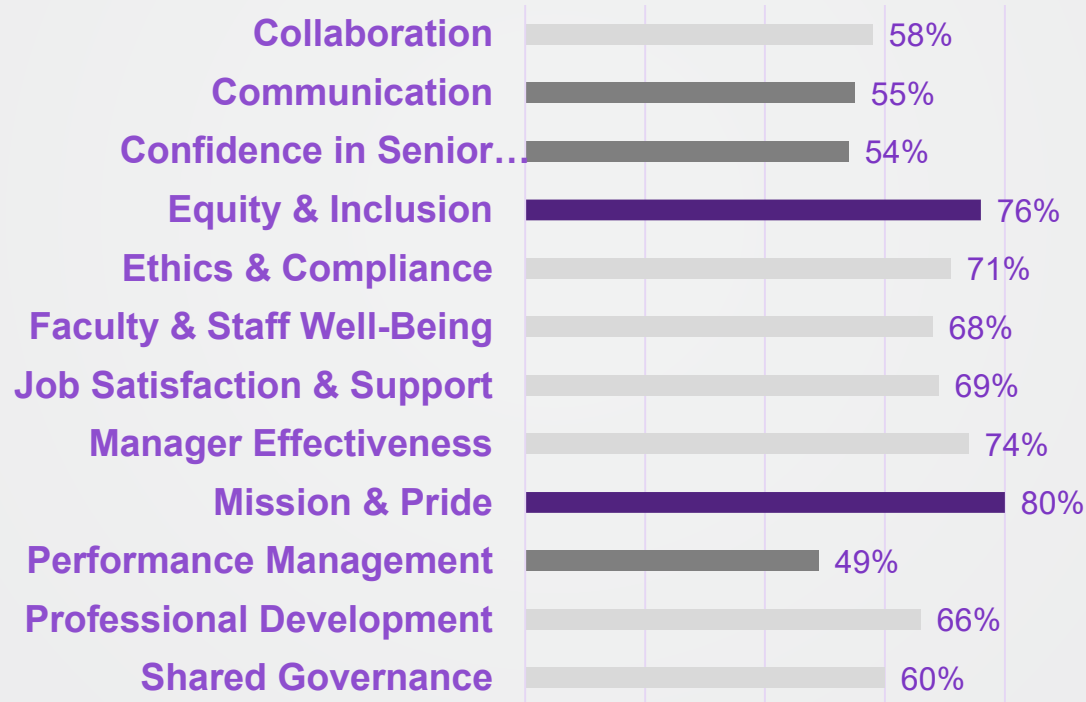 Collaboration 58%
Communication 55%
Confidence in Senior… 54%
Equity & Inclusion 76%
Ethics & Compliance 71%
Faculty & Staff Well-Being 68%
Job Satisfaction & Support 69%
Manager Effectiveness 74%
Mission & Pride 80%
Performance Management 49%
Professional Development 66%
Shared Governance 60%